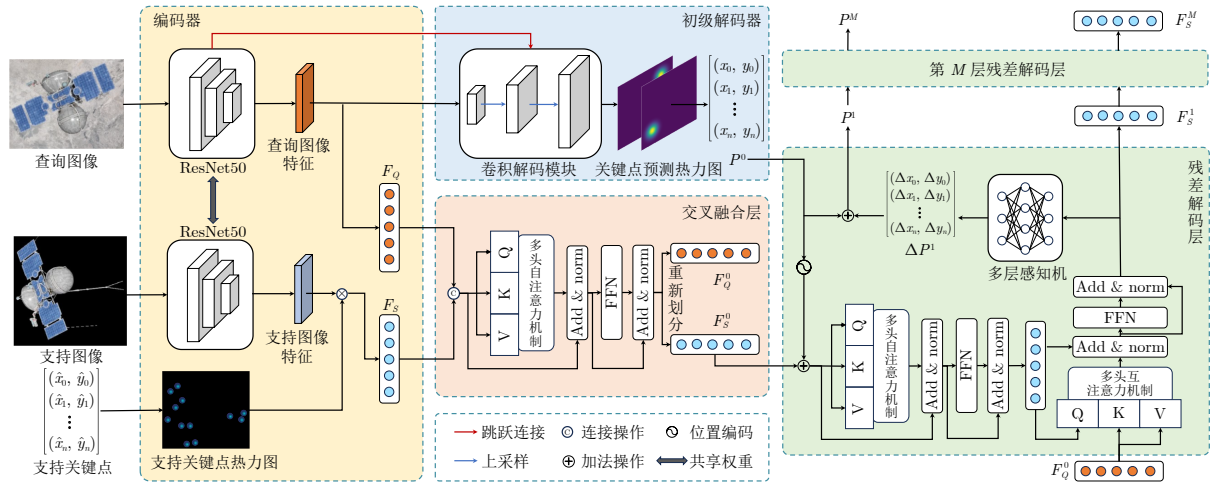 编码器
查询图像
ResNet50
查询图像
特征
ResNet50
支持图像
支持图像
特征
F_Q
F_S
(x̂₀, ŷ₀)
(x̂₁, ŷ₁)
⋮
(x̂ₙ, ŷₙ)
支持关键点
支持关键点热力图
初级解码器
卷积解码模块
关键点预测热力图
(x₀, y₀)
(x₁, y₁)
⋮
(xₙ, yₙ)
P⁰
交叉融合层
C
Q
K
V
多头自注意力机制
Add & norm
FFN
Add & norm
重新划分
F_Q^0
F_S^0
跳跃连接
C 连接操作
位置编码
上采样
加法操作
共享权重
P^M
F_S^M
第 M 层残差解码层
P¹
F_S^1
残差解码层
(Δx₀, Δy₀)
(Δx₁, Δy₁)
⋮
(Δxₙ, Δyₙ)
ΔP¹
多层感知机
Q
K
V
多头自注意力机制
Add & norm
FFN
Add & norm
Add & norm
FFN
Add & norm
多头互
注意力机制
Q K V
F_Q^0